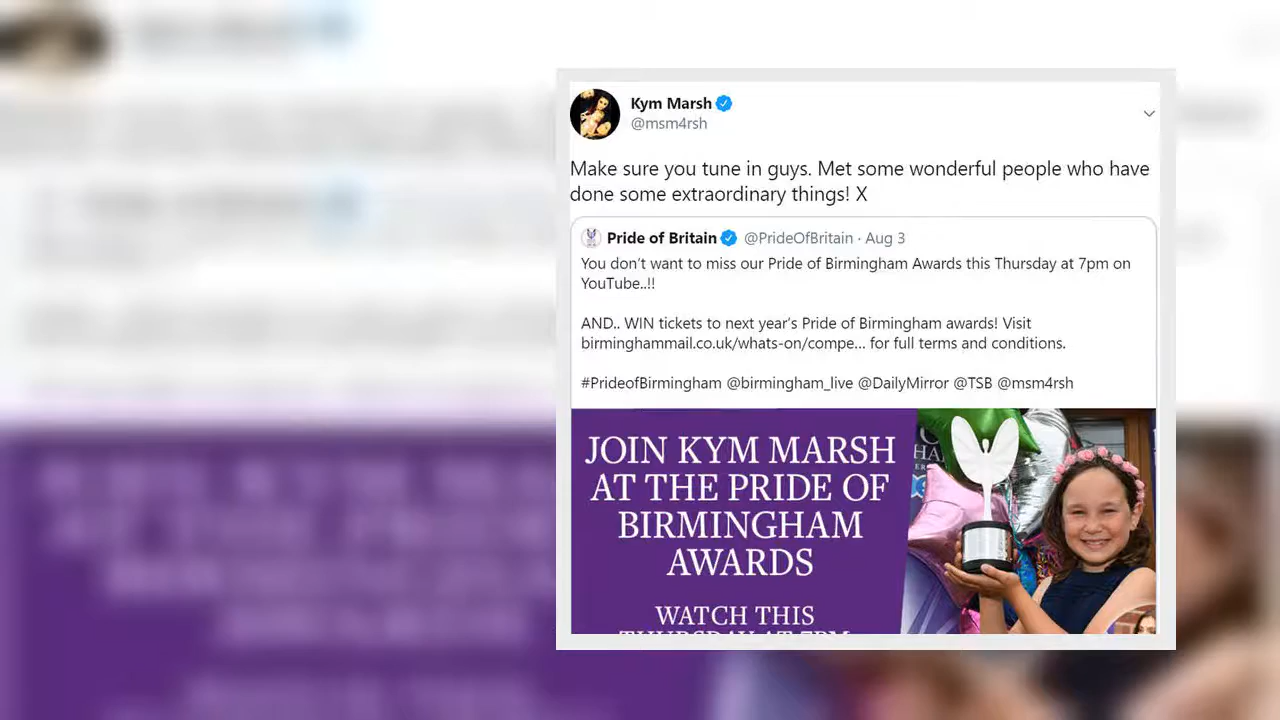 Kym Marsh
@msm4rsh
Make sure you tune in guys. Met some wonderful people who have
done some extraordinary things! X
Pride of Britain @PrideOfBritain · Aug 3
You don't want to miss our Pride of Birmingham Awards this Thursday at 7pm on
YouTube..!!
AND.. WIN tickets to next year's Pride of Birmingham awards! Visit
birminghammail.co.uk/whats-on/compe... for full terms and conditions.
#PrideofBirmingham @birmingham_live @DailyMirror @TSB @msm4rsh
JOIN KYM MARSH
AT THE PRIDE OF
BIRMINGHAM
AWARDS
WATCH THIS
THURSDAY AT 7PM